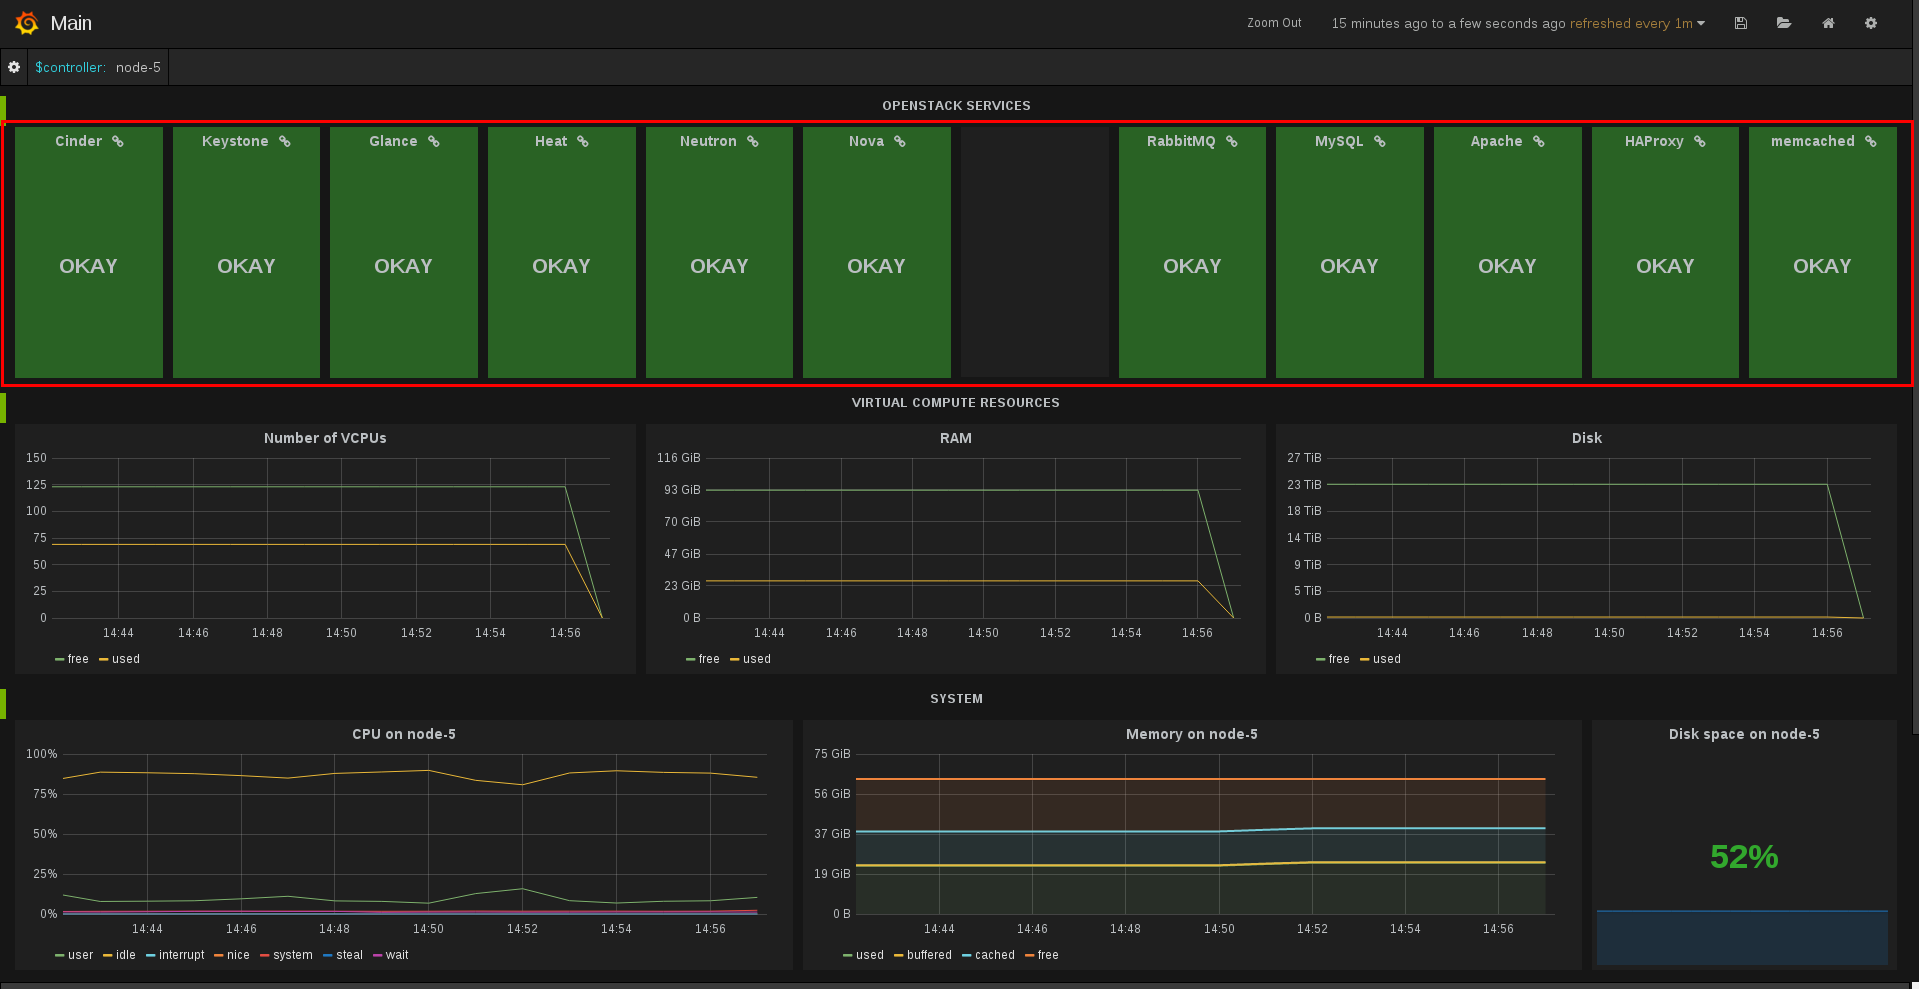 Main
Zoom Out 15 minutes ago to a few seconds ago refreshed every 1m
$controller: node-5
OPENSTACK SERVICES
Cinder Keystone Glance Heat Neutron Nova RabbitMQ MySQL Apache HAProxy memcached
OKAY OKAY OKAY OKAY OKAY OKAY OKAY OKAY OKAY OKAY OKAY
VIRTUAL COMPUTE RESOURCES
Number of VCPUs
150
125
100
75
50
25
0
14:44 14:46 14:48 14:50 14:52 14:54 14:56
free used
RAM
116 GiB
93 GiB
70 GiB
47 GiB
23 GiB
0 B
14:44 14:46 14:48 14:50 14:52 14:54 14:56
free used
Disk
27 TiB
23 TiB
18 TiB
14 TiB
9 TiB
5 TiB
0 B
14:44 14:46 14:48 14:50 14:52 14:54 14:56
free used
SYSTEM
CPU on node-5
100%
75%
50%
25%
0%
14:44 14:46 14:48 14:50 14:52 14:54 14:56
user idle interrupt nice system steal wait
Memory on node-5
75 GiB
56 GiB
37 GiB
19 GiB
0 B
14:44 14:46 14:48 14:50 14:52 14:54 14:56
used buffered cached free
Disk space on node-5
52%